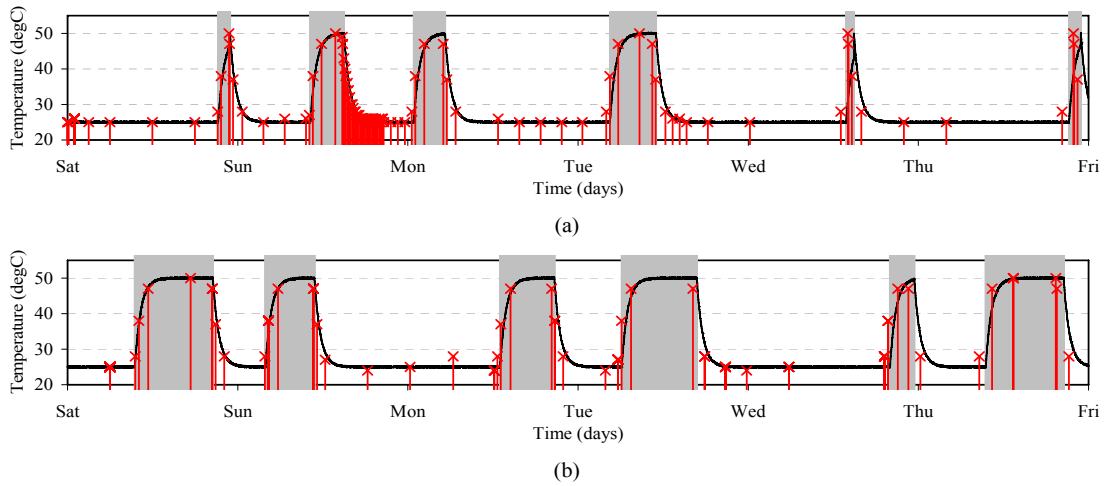 Temperature (degC)
50
40
30
20
Sat Sun Mon Tue Wed Thu Fri
Time (days)
(a)
Temperature (degC)
50
40
30
20
Sat Sun Mon Tue Wed Thu Fri
Time (days)
(b)